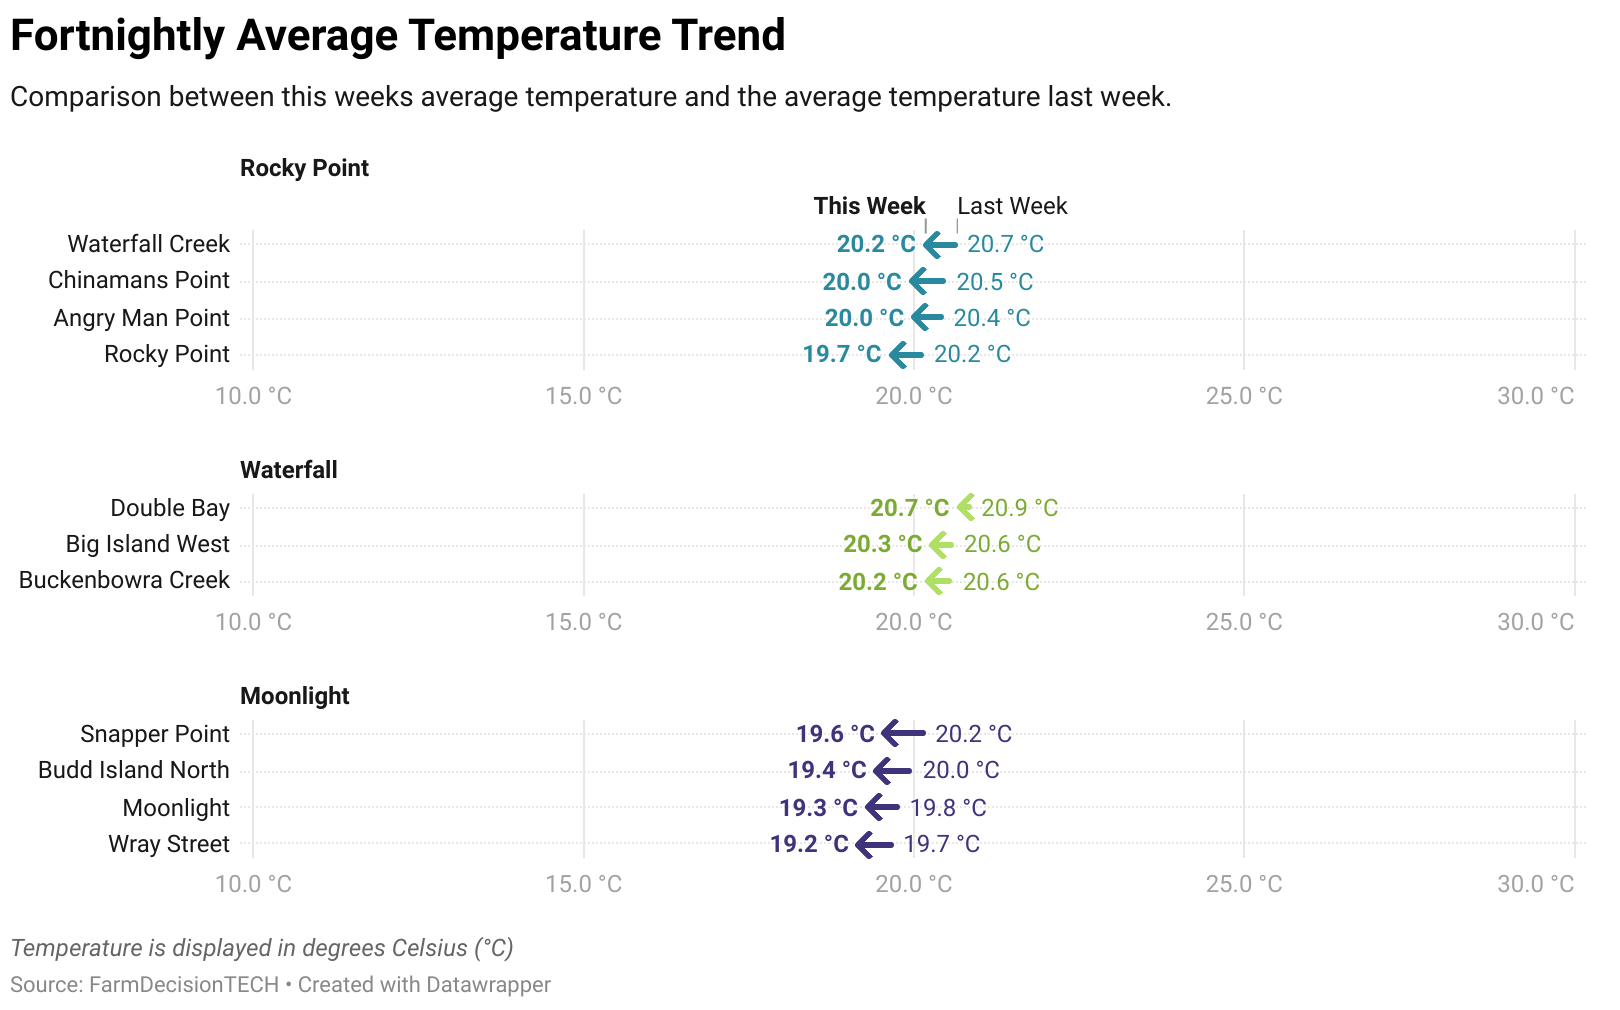 Fortnightly Average Temperature Trend
Comparison between this weeks average temperature and the average temperature last week.
Rocky Point
This Week Last Week
Waterfall Creek 20.2 °C 20.7 °C
Chinamans Point 20.0 °C 20.5 °C
Angry Man Point 20.0 °C 20.4 °C
Rocky Point 19.7 °C 20.2 °C
10.0 °C 15.0 °C 20.0 °C 25.0 °C 30.0 °C
Waterfall
Double Bay 20.7 °C 20.9 °C
Big Island West 20.3 °C 20.6 °C
Buckenbowra Creek 20.2 °C 20.6 °C
10.0 °C 15.0 °C 20.0 °C 25.0 °C 30.0 °C
Moonlight
Snapper Point 19.6 °C 20.2 °C
Budd Island North 19.4 °C 20.0 °C
Moonlight 19.3 °C 19.8 °C
Wray Street 19.2 °C 19.7 °C
10.0 °C 15.0 °C 20.0 °C 25.0 °C 30.0 °C
Temperature is displayed in degrees Celsius (°C)
Source: FarmDecisionTECH • Created with Datawrapper